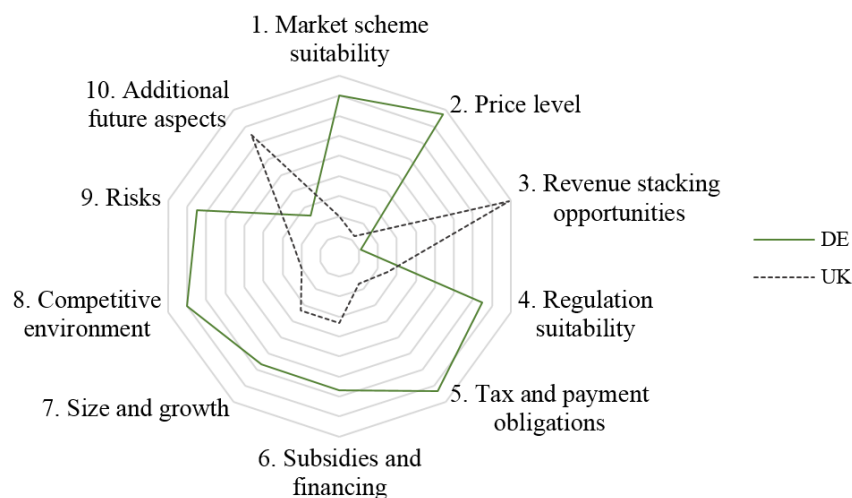 1. Market scheme
suitability
2. Price level
3. Revenue stacking
opportunities
4. Regulation
suitability
5. Tax and payment
obligations
6. Subsidies and
financing
7. Size and growth
8. Competitive
environment
9. Risks
10. Additional
future aspects
DE
UK